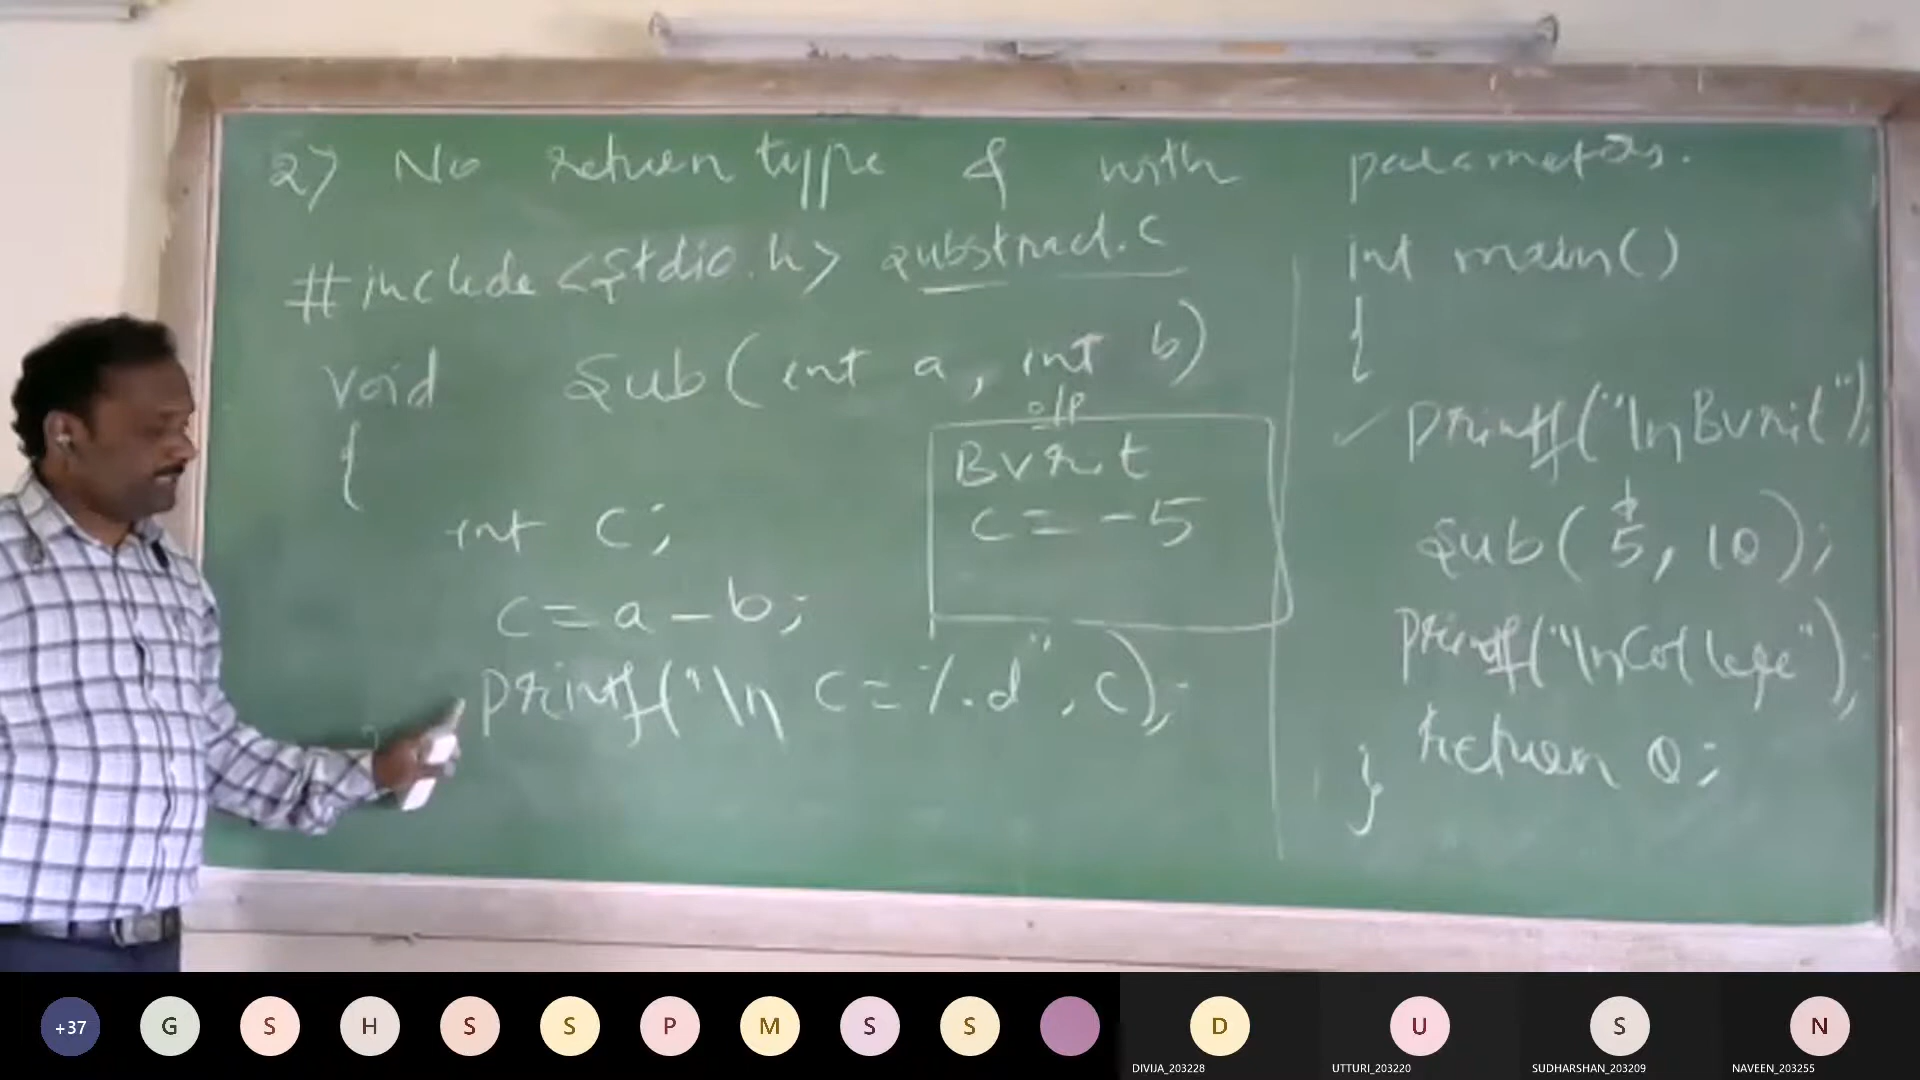 2) No return type & with parameters.
#include <stdio.h> substract.c
void sub( int a, int b)
{
int c;
c = a - b;
printf("\n c = %d", c);
o/p
Bvrit
c = -5
int main()
{
✓ printf("\nBvrit");
sub( 5, 10);
printf("\nCollege");
return 0;
}
+37 G S H S S P M S S D U S N
DIVIJA_203228 UTTURI_203220 SUDHARSHAN_203209 NAVEEN_203255